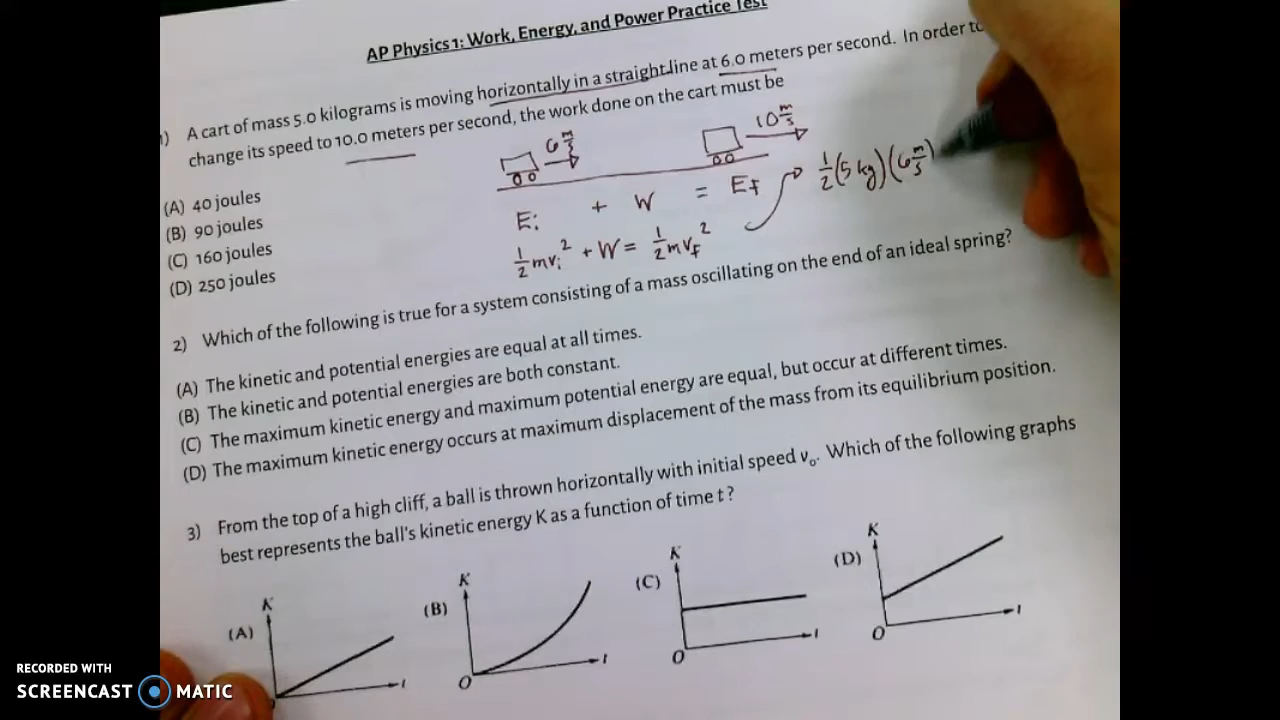 AP Physics 1: Work, Energy, and Power Practice Test
1) A cart of mass 5.0 kilograms is moving horizontally in a straight line at 6.0 meters per second. In order to
change its speed to 10.0 meters per second, the work done on the cart must be
6 m/s
10 m/s
(A) 40 joules
(B) 90 joules
(C) 160 joules
(D) 250 joules
Ei + W = Ef
1/2 mvi² + W = 1/2 mvf²
1/2 (5 kg)(6 m/s)
2) Which of the following is true for a system consisting of a mass oscillating on the end of an ideal spring?
(A) The kinetic and potential energies are equal at all times.
(B) The kinetic and potential energies are both constant.
(C) The maximum kinetic energy and maximum potential energy are equal, but occur at different times.
(D) The maximum kinetic energy occurs at maximum displacement of the mass from its equilibrium position.
3) From the top of a high cliff, a ball is thrown horizontally with initial speed v₀. Which of the following graphs
best represents the ball's kinetic energy K as a function of time t?
(A) K t
(B) K O t
(C) K O t
(D) K O t
RECORDED WITH
SCREENCAST MATIC